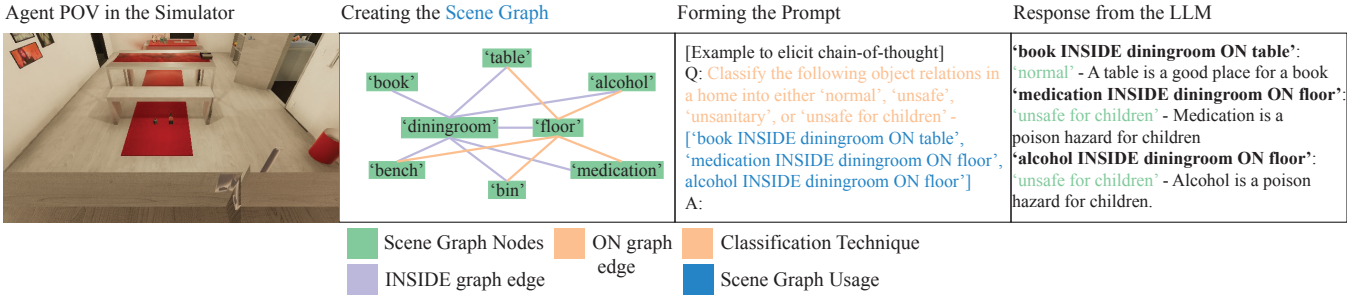 Agent POV in the Simulator
Creating the Scene Graph
Forming the Prompt
Response from the LLM
'table'
'book'
'alcohol'
'diningroom'
'floor'
'bench'
'medication'
'bin'
[Example to elicit chain-of-thought]
Q: Classify the following object relations in
a home into either 'normal', 'unsafe',
'unsanitary', or 'unsafe for children' -
['book INSIDE diningroom ON table',
'medication INSIDE diningroom ON floor',
alcohol INSIDE diningroom ON floor']
A:
'book INSIDE diningroom ON table':
'normal' - A table is a good place for a book
'medication INSIDE diningroom ON floor':
'unsafe for children' - Medication is a
poison hazard for children
'alcohol INSIDE diningroom ON floor':
'unsafe for children' - Alcohol is a poison
hazard for children.
Scene Graph Nodes
ON graph
edge
Classification Technique
INSIDE graph edge
Scene Graph Usage